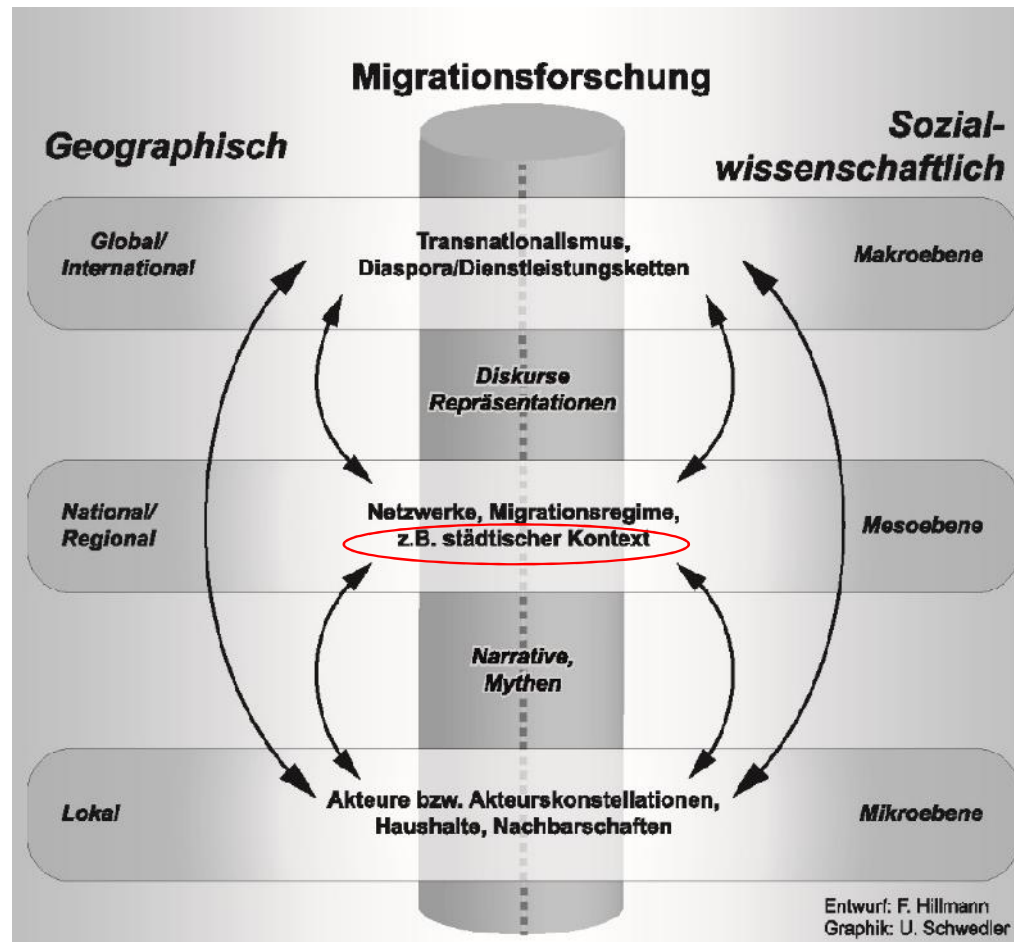 Migrationsforschung
Geographisch
Sozial-
wissenschaftlich
Global/
International
Transnationalismus,
Diaspora/Dienstleistungsketten
Makroebene
Diskurse
Repräsentationen
National/
Regional
Netzwerke, Migrationsregime,
z.B. städtischer Kontext
Mesoebene
Narrative,
Mythen
Lokal
Akteure bzw. Akteurskonstellationen,
Haushalte, Nachbarschaften
Mikroebene
Entwurf: F. Hillmann
Graphik: U. Schwedler